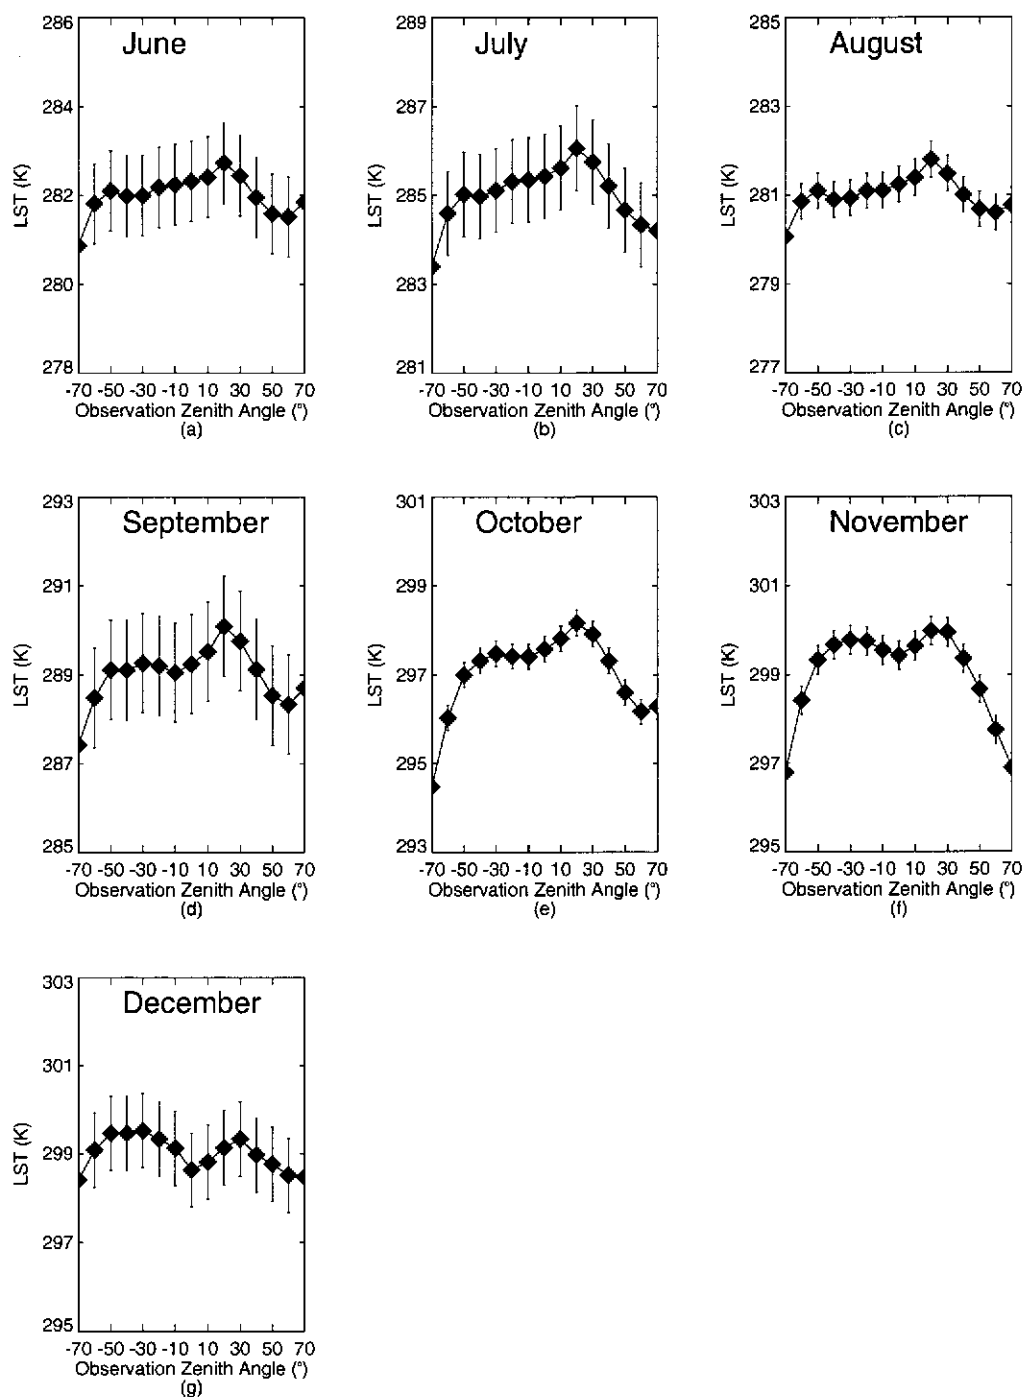 June
286
284
282
280
278
LST (K)
-70 -50 -30 -10 10 30 50 70
Observation Zenith Angle (°)
(a)
July
289
287
285
283
281
LST (K)
-70 -50 -30 -10 10 30 50 70
Observation Zenith Angle (°)
(b)
August
285
283
281
279
277
LST (K)
-70 -50 -30 -10 10 30 50 70
Observation Zenith Angle (°)
(c)
September
293
291
289
287
285
LST (K)
-70 -50 -30 -10 10 30 50 70
Observation Zenith Angle (°)
(d)
October
301
299
297
295
293
LST (K)
-70 -50 -30 -10 10 30 50 70
Observation Zenith Angle (°)
(e)
November
303
301
299
297
295
LST (K)
-70 -50 -30 -10 10 30 50 70
Observation Zenith Angle (°)
(f)
December
303
301
299
297
295
LST (K)
-70 -50 -30 -10 10 30 50 70
Observation Zenith Angle (°)
(g)